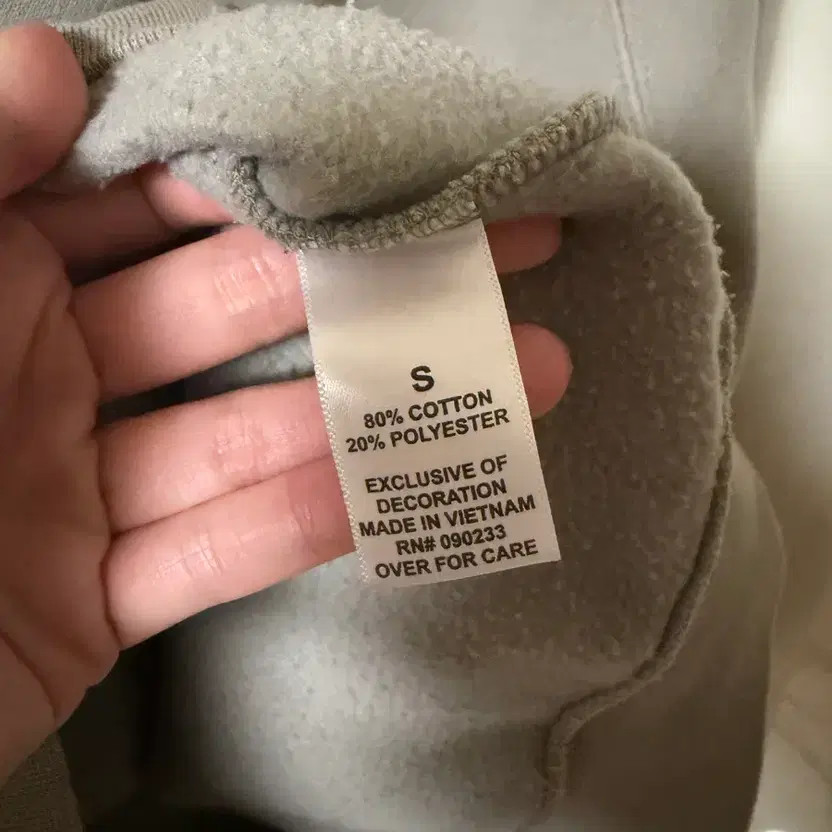 S
80% COTTON
20% POLYESTER
EXCLUSIVE OF
DECORATION
MADE IN VIETNAM
RN# 090233
OVER FOR CARE